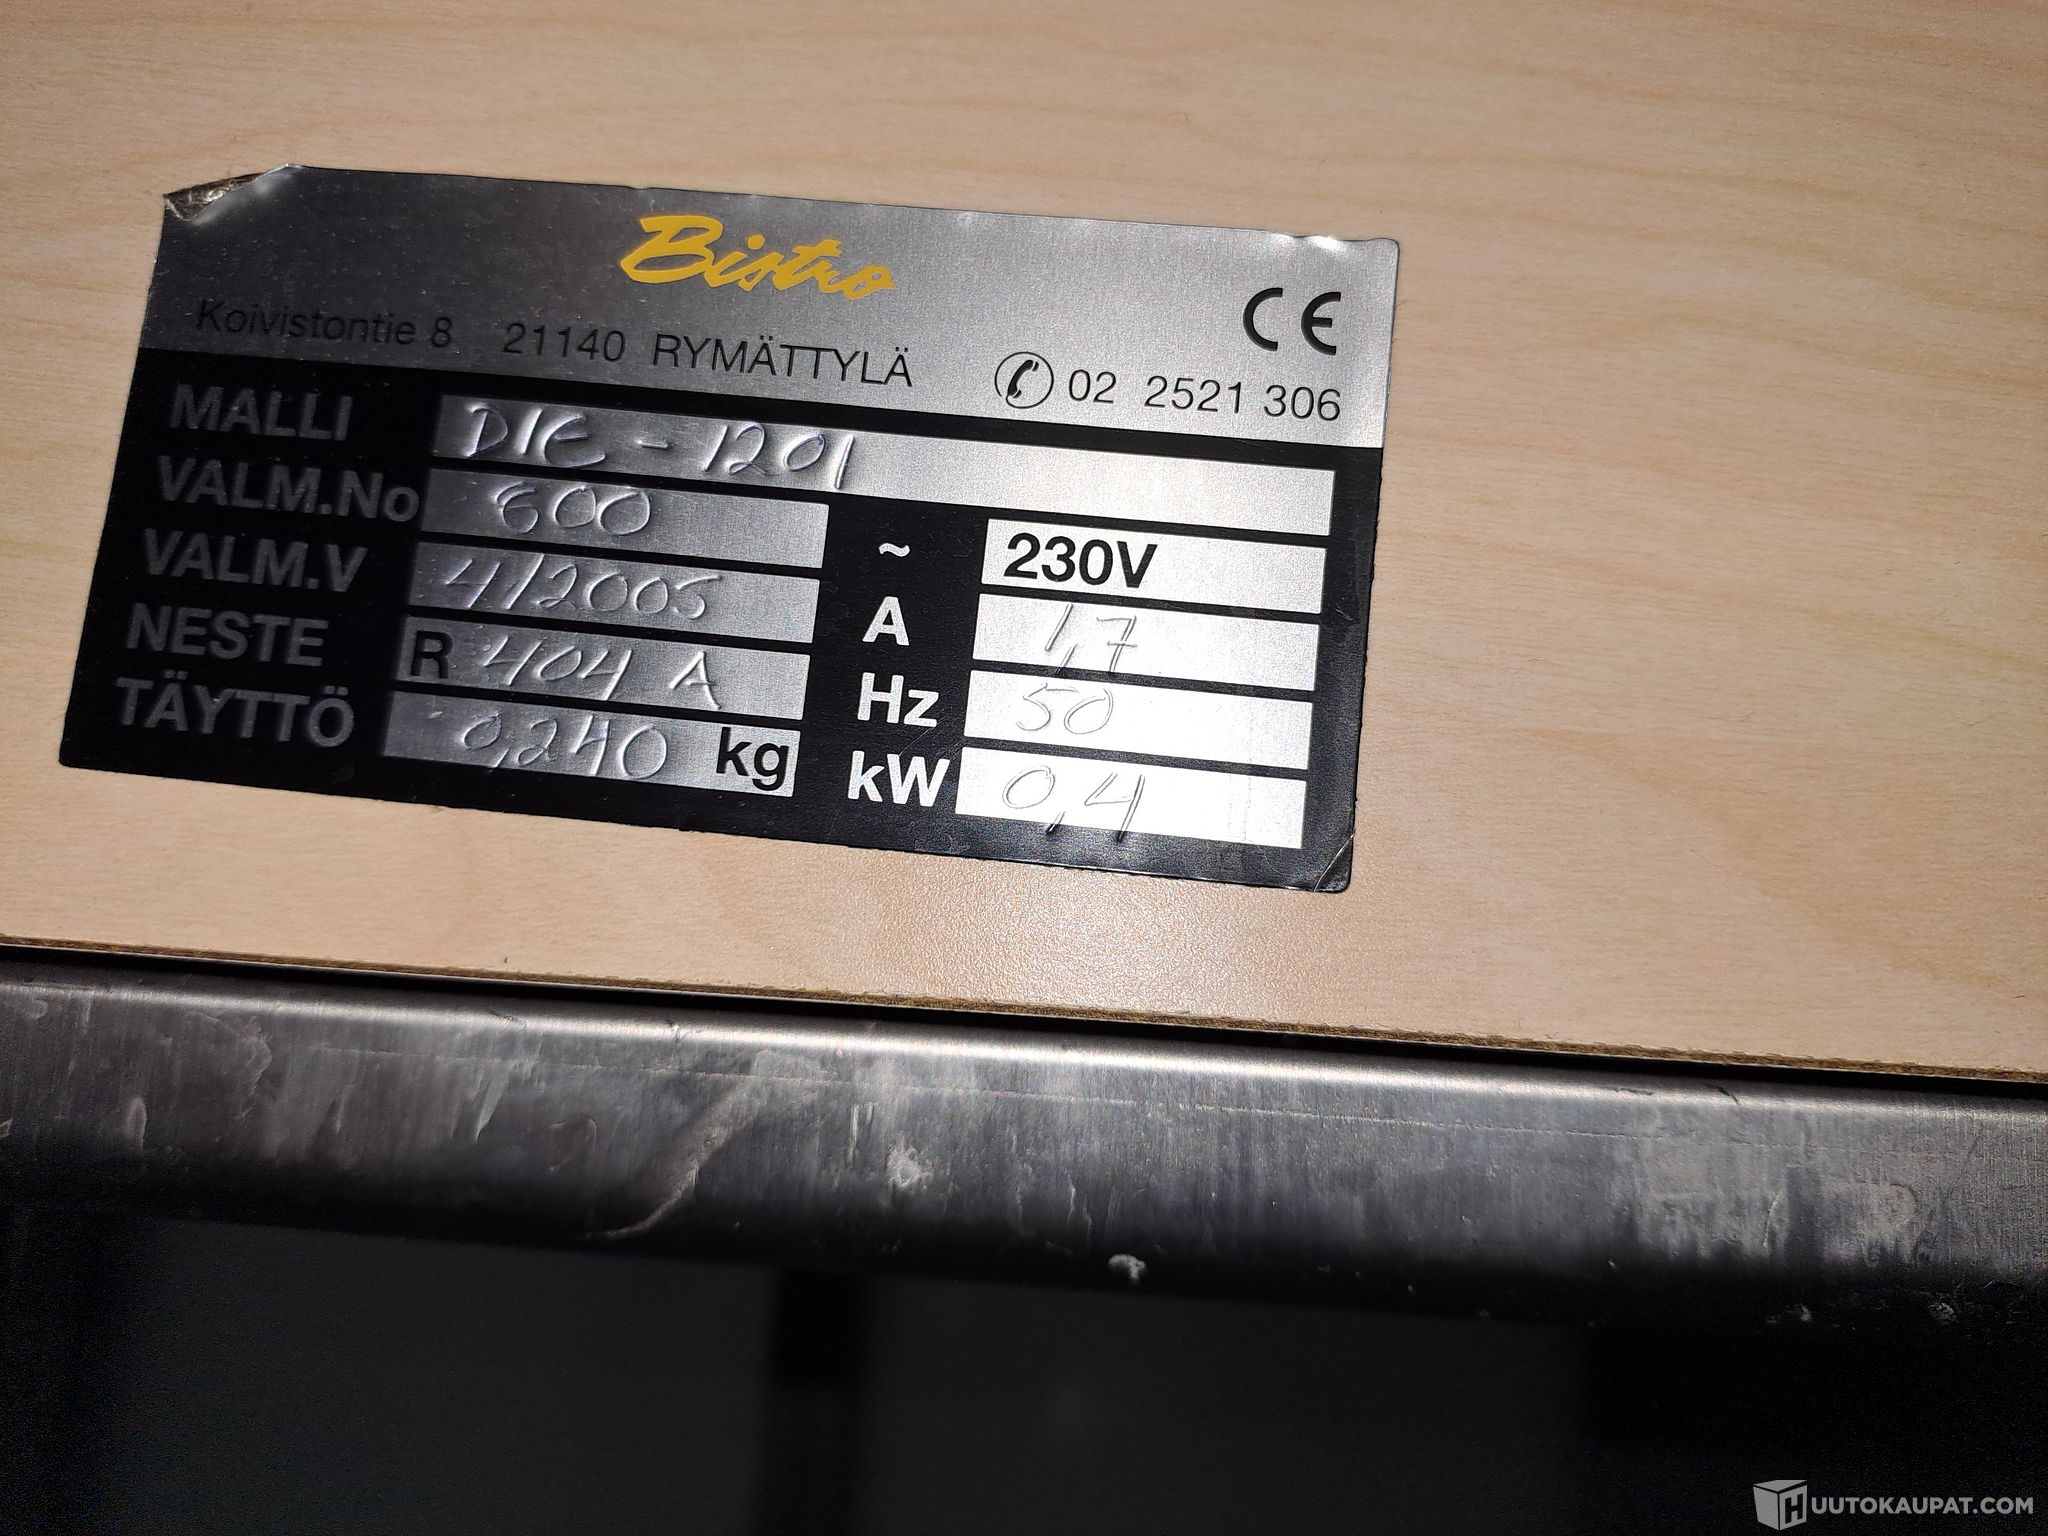 Bistro
CE
Koivistontie 8 21140 RYMÄTTYLÄ 02 2521 306
MALLI DIE-1201
VALM.No 600 ~ 230V
VALM.V 4/2005 A 1,7
NESTE R 404 A Hz 50
TÄYTTÖ 0,240 kg kW 0,4
HUUTOKAUPAT.COM